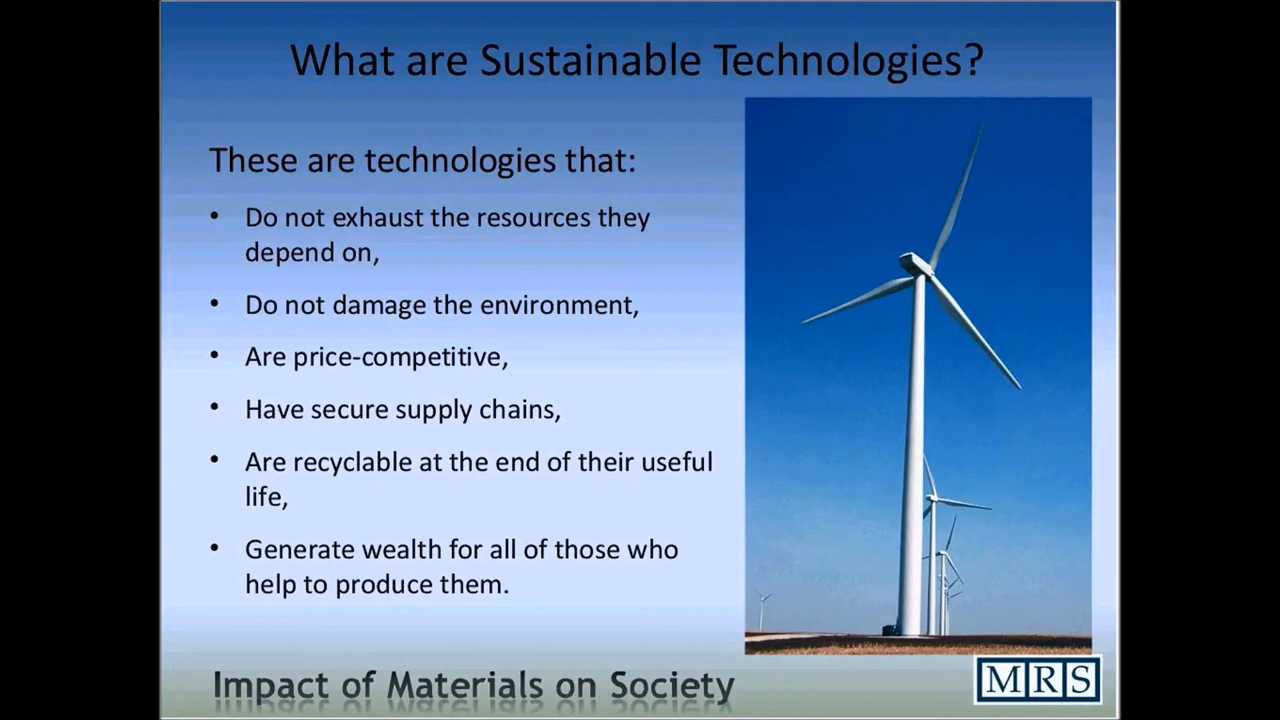 What are Sustainable Technologies?
These are technologies that:
• Do not exhaust the resources they
depend on,
• Do not damage the environment,
• Are price-competitive,
• Have secure supply chains,
• Are recyclable at the end of their useful
life,
• Generate wealth for all of those who
help to produce them.
Impact of Materials on Society
MRS